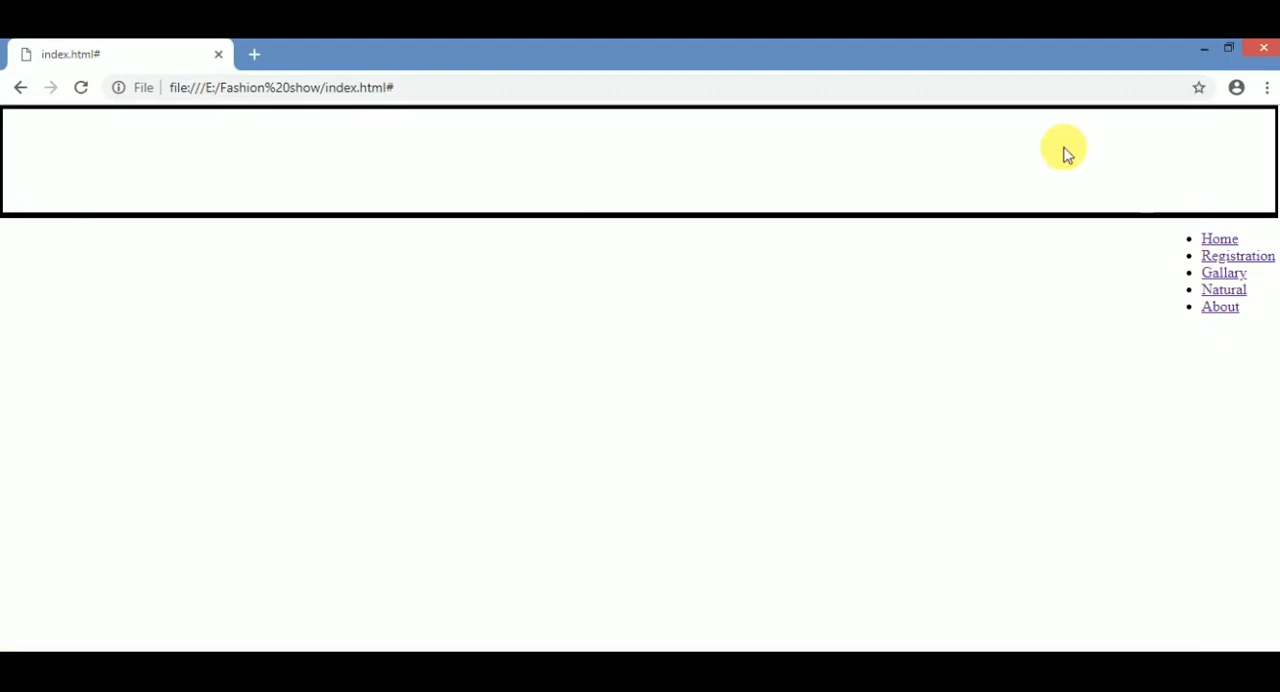 index.html#
File file:///E:/Fashion%20show/index.html#
Home
Registration
Gallary
Natural
About